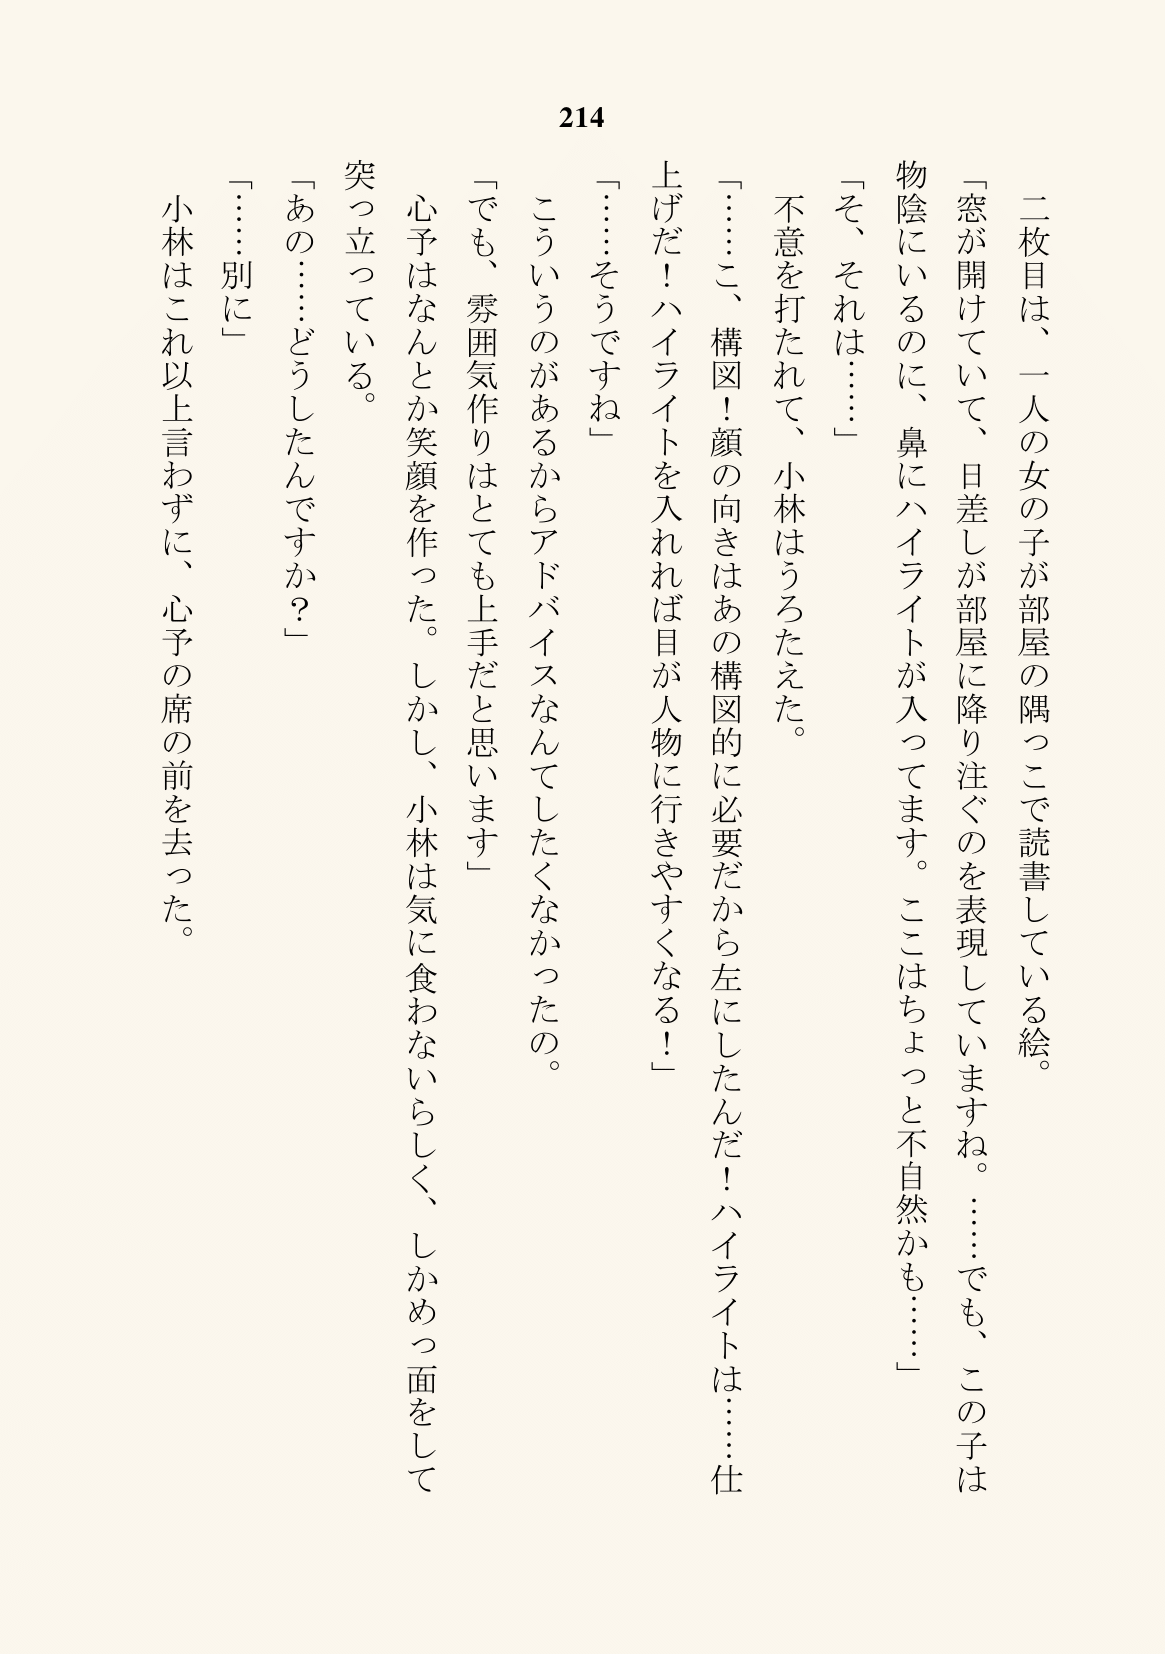 214
二枚目は、一人の女の子が部屋の隅っこで読書している絵。
「窓が開けていて、日差しが部屋に降り注ぐのを表現していますね。……でも、この子は
物陰にいるのに、鼻にハイライトが入ってます。ここはちょっと不自然かも……」
「そ、それは……」
不意を打たれて、小林はうろたえた。
「……こ、構図！顔の向きはあの構図的に必要だから左にしたんだ！ハイライトは……仕
上げだ！ハイライトを入れれば目が人物に行きやすくなる！」
「……そうですね」
こういうのがあるからアドバイスなんてしたくなかったの。
「でも、雰囲気作りはとても上手だと思います」
心予はなんとか笑顔を作った。しかし、小林は気に食わないらしく、しかめっ面をして
突っ立っている。
「あの……どうしたんですか？」
「……別に」
小林はこれ以上言わずに、心予の席の前を去った。